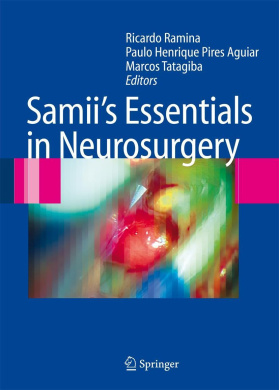 Ricardo Ramina
Paulo Henrique Pires Aguiar
Marcos Tatagiba
Editors
Samii's Essentials
in Neurosurgery
Springer